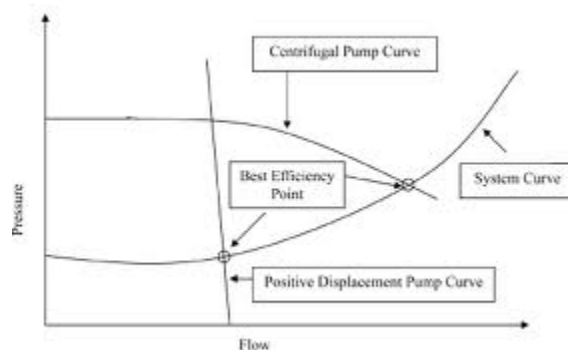 Centrifugal Pump Curve
Best Efficiency
Point
System Curve
Pressure
Positive Displacement Pump Curve
Flow